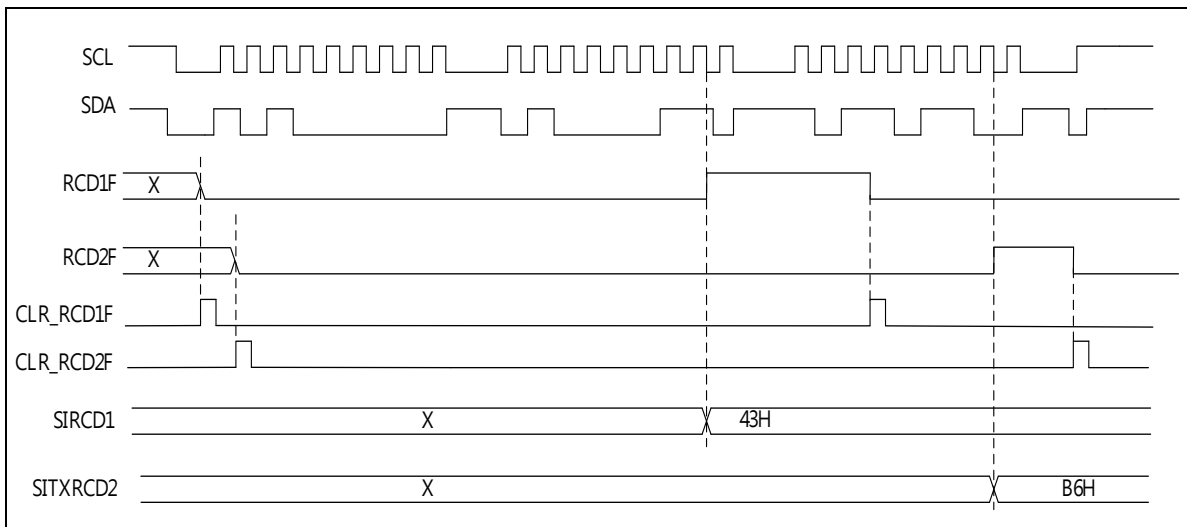 SCL
SDA
RCD1F X
RCD2F X
CLR_RCD1F
CLR_RCD2F
SIRCD1 X 43H
SITXRCD2 X B6H